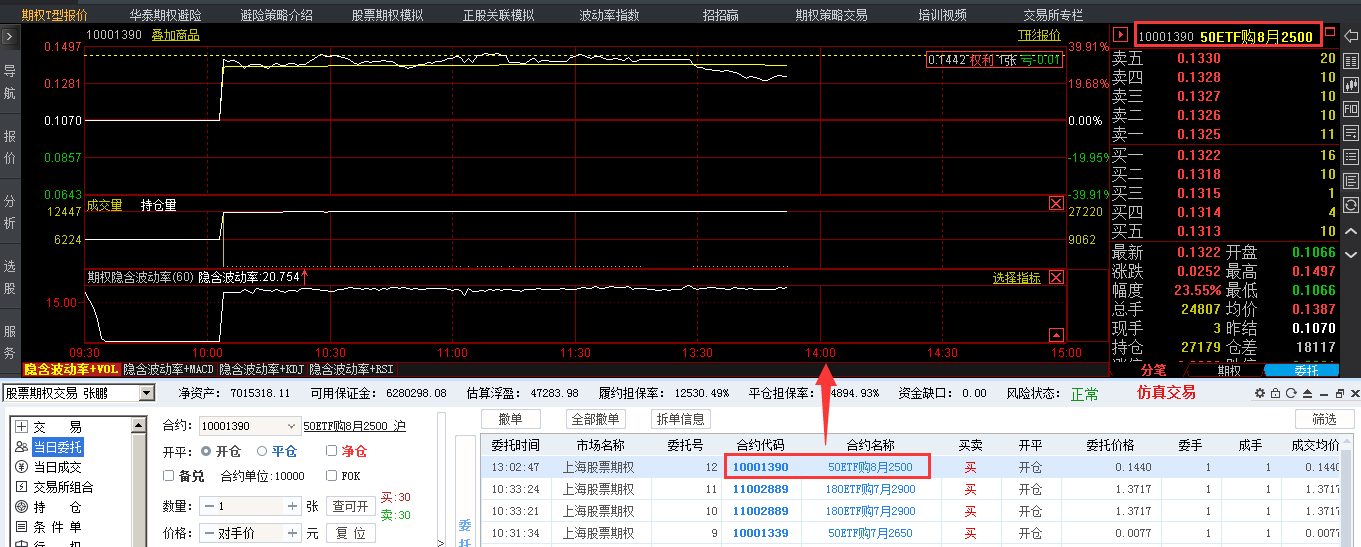 期权T型报价 华泰期权避险 避险策略介绍 股票期权模拟 正股关联模拟 波动率指数 招招赢 期权策略交易 培训视频 交易所专栏
导航
报价
分析
选股
服务
10001390 叠加商品 T形报价
0.1497 39.91%
0.1281 19.68%
0.1070 0.00%
0.0857 -19.95%
0.0643 -39.91%
0.1442 权利 1张 亏-0.01
成交量 持仓量
12447 27220
6224 9062
期权隐含波动率(60) 隐含波动率:20.754 选择指标
15.00
09:30 10:00 10:30 11:00 11:30 13:30 14:00 14:30 15:00
隐含波动率+VOL 隐含波动率+MACD 隐含波动率+KDJ 隐含波动率+RSI
10001390 50ETF购8月2500
卖五 0.1330 20
卖四 0.1328 10
卖三 0.1327 10
卖二 0.1326 10
卖一 0.1325 11
买一 0.1322 16
买二 0.1318 10
买三 0.1315 1
买四 0.1314 4
买五 0.1313 10
最新 0.1322 开盘 0.1066
涨跌 0.0252 最高 0.1497
幅度 23.55% 最低 0.1066
总手 24807 均价 0.1387
现手 3 昨结 0.1070
持仓 27179 仓差 18117
分笔 期权 委托
股票期权交易 张鹏 净资产: 7015318.11 可用保证金: 6280298.08 估算浮盈: 47283.98 履约担保率: 12530.49% 平仓担保率: 4894.93% 资金缺口: 0.00 风险状态: 正常 仿真交易
交 易
当日委托
当日成交
交易所组合
持 仓
条 件 单
行 权
合约: 10001390 50ETF购8月2500 沪
开平: 开仓 平仓 净仓
备兑 合约单位:10000 FOK
数量: 1 张 查可开 买:30 卖:30
价格: 对手价 元 复 位
委托
撤单 全部撤单 拆单信息 筛选
委托时间 市场名称 委托号 合约代码 合约名称 买卖 开平 委托价格 委手 成手 成交均价
13:02:47 上海股票期权 12 10001390 50ETF购8月2500 买 开仓 0.1440 1 1 0.1440
10:33:24 上海股票期权 11 11002889 180ETF购7月2900 买 开仓 1.3717 1 1 1.3717
10:33:21 上海股票期权 10 11002889 180ETF购7月2900 买 开仓 1.3717 1 1 1.3717
10:31:34 上海股票期权 9 10001339 50ETF购7月2650 买 开仓 0.0077 1 1 0.0077